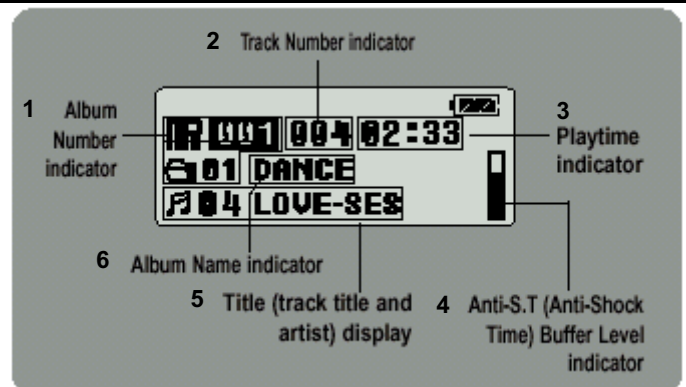 2 Track Number indicator
1 Album
Number
indicator
001 004 02:33
01 DANCE
04 LOVE-SES
3
Playtime
indicator
6 Album Name indicator
5 Title (track title and
artist) display
4 Anti-S.T (Anti-Shock
Time) Buffer Level
indicator